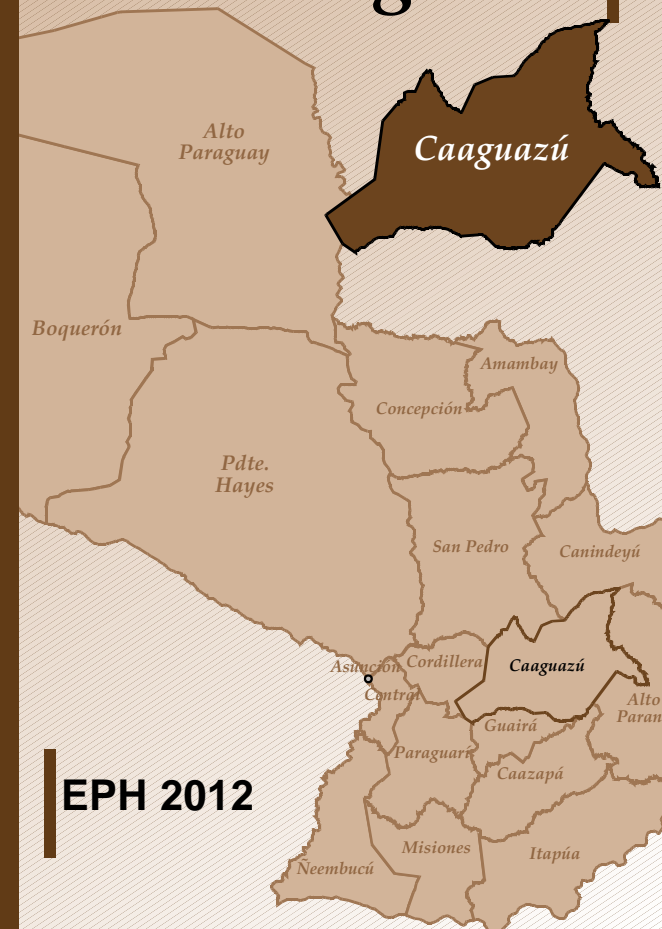 Alto
Paraguay
Caaguazú
Boquerón
Amambay
Concepción
Pdte.
Hayes
San Pedro
Canindeyú
Asunción
Cordillera
Caaguazú
Central
Alto
Paran
Guairá
Paraguarí
Caazapá
EPH 2012
Misiones
Itapúa
Ñeembucú